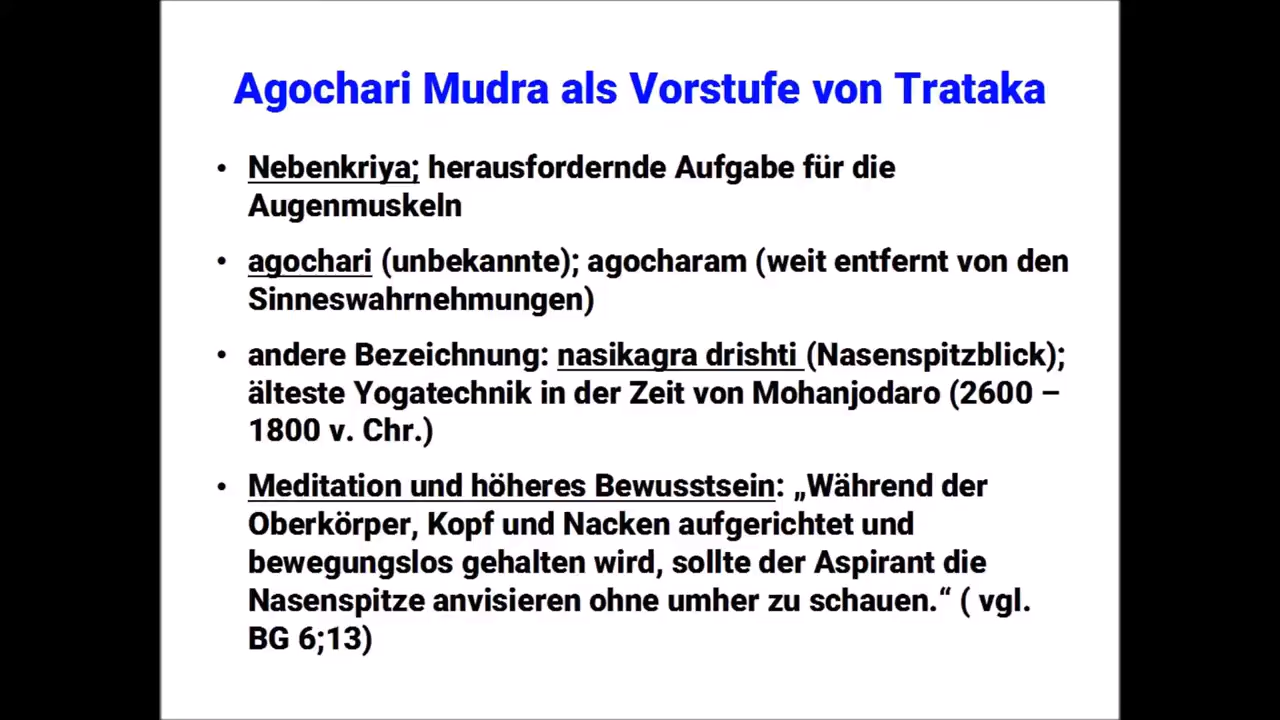 Agochari Mudra als Vorstufe von Trataka
• Nebenkriya; herausfordernde Aufgabe für die
Augenmuskeln
• agochari (unbekannte); agocharam (weit entfernt von den
Sinneswahrnehmungen)
• andere Bezeichnung: nasikagra drishti (Nasenspitzblick);
älteste Yogatechnik in der Zeit von Mohanjodaro (2600 –
1800 v. Chr.)
• Meditation und höheres Bewusstsein: „Während der
Oberkörper, Kopf und Nacken aufgerichtet und
bewegungslos gehalten wird, sollte der Aspirant die
Nasenspitze anvisieren ohne umher zu schauen.“ ( vgl.
BG 6;13)